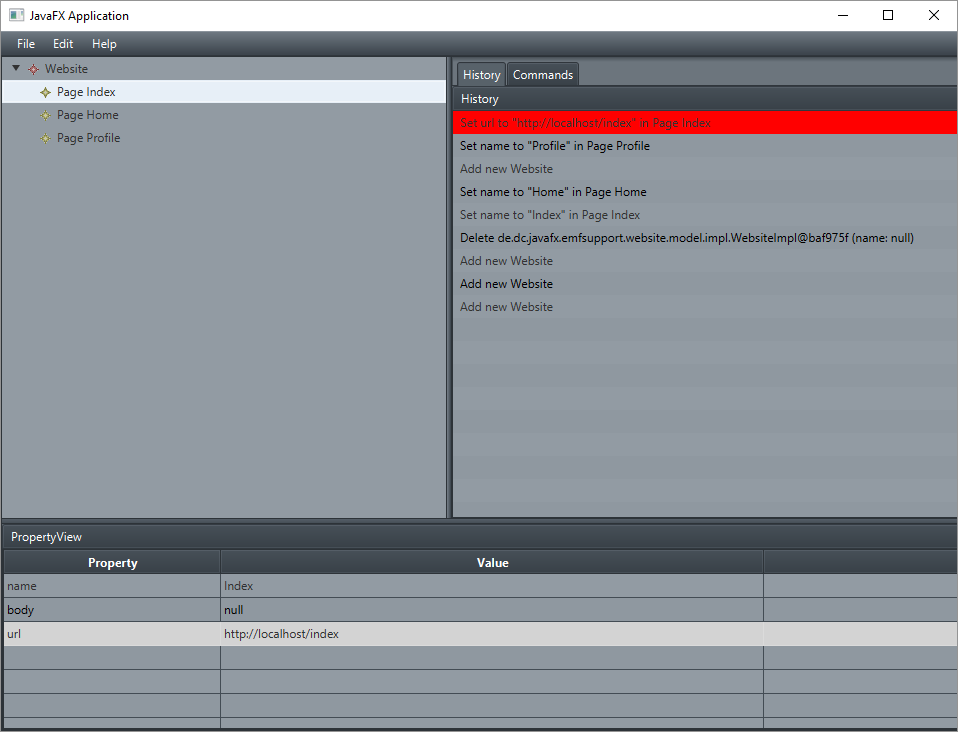 JavaFX Application
File Edit Help
Website
Page Index
Page Home
Page Profile
History Commands
History
Set url to "http://localhost/index" in Page Index
Set name to "Profile" in Page Profile
Add new Website
Set name to "Home" in Page Home
Set name to "Index" in Page Index
Delete de.dc.javafx.emfsupport.website.model.impl.WebsiteImpl@baf975f (name: null)
Add new Website
Add new Website
Add new Website
PropertyView
Property Value
name Index
body null
url http://localhost/index